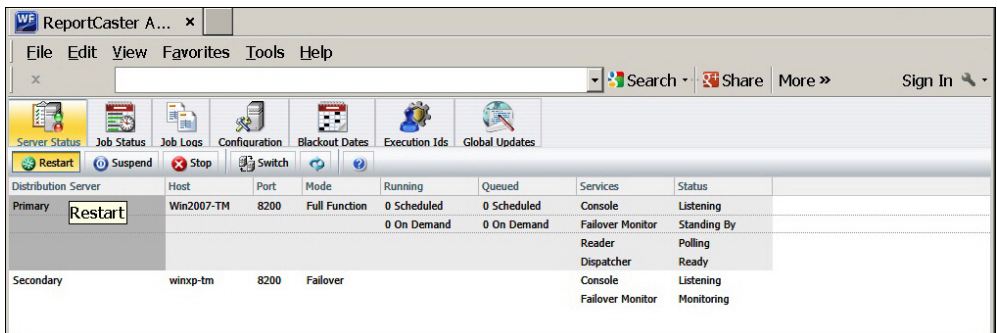 WF ReportCaster A... ×
File Edit View Favorites Tools Help
x Search Share More » Sign In
Server Status Job Status Job Logs Configuration Blackout Dates Execution Ids Global Updates
Restart Suspend Stop Switch ?
Distribution Server Host Port Mode Running Queued Services Status
Primary Win2007-TM 8200 Full Function 0 Scheduled 0 Scheduled Console Listening
Restart 0 On Demand 0 On Demand Failover Monitor Standing By
Reader Polling
Dispatcher Ready
Secondary winxp-tm 8200 Failover Console Listening
Failover Monitor Monitoring